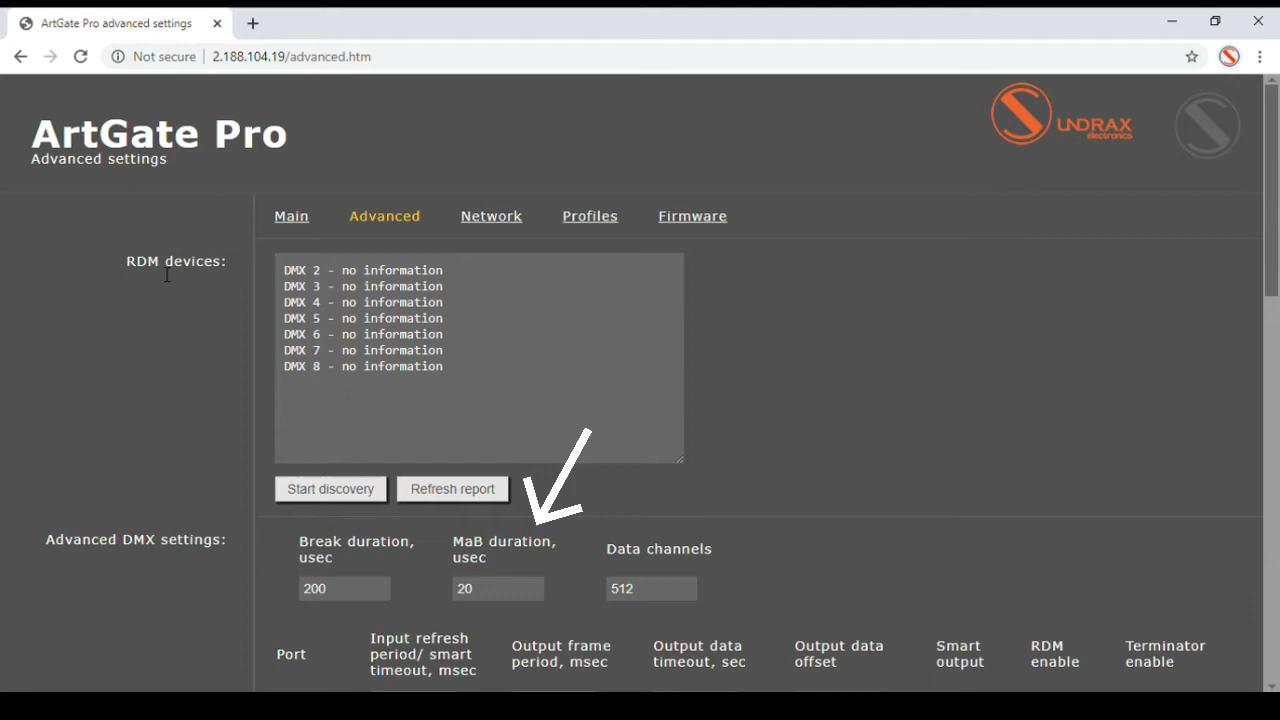 ArtGate Pro advanced settings
Not secure
2.188.104.19/advanced.htm
ArtGate Pro
Advanced settings
SUNDRAX
electronics
Main Advanced Network Profiles Firmware
RDM devices:
DMX 2 - no information
DMX 3 - no information
DMX 4 - no information
DMX 5 - no information
DMX 6 - no information
DMX 7 - no information
DMX 8 - no information
Start discovery Refresh report
Advanced DMX settings:
Break duration,
usec
MaB duration,
usec
Data channels
200 20 512
Port
Input refresh
period/ smart
timeout, msec
Output frame
period, msec
Output data
timeout, sec
Output data
offset
Smart
output
RDM
enable
Terminator
enable